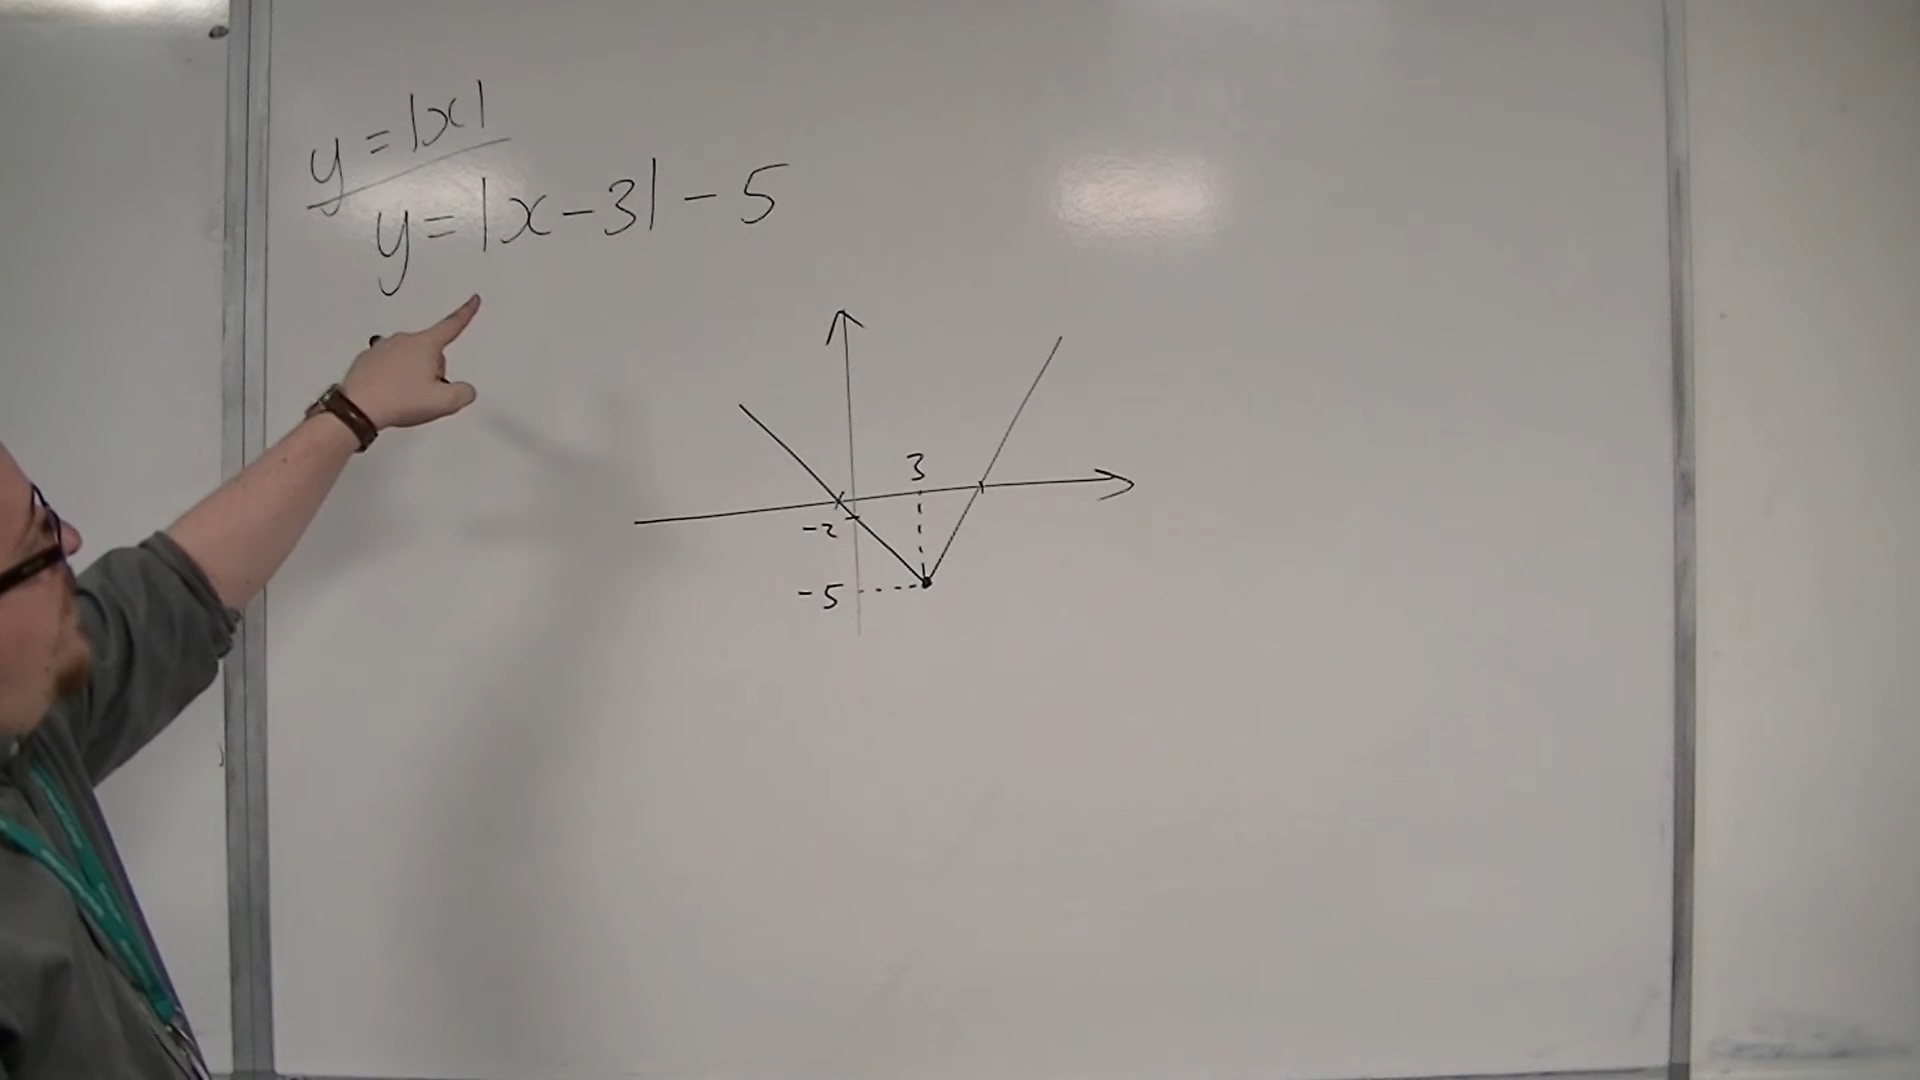 y = |x|
y = |x - 3| - 5
3
-2
-5